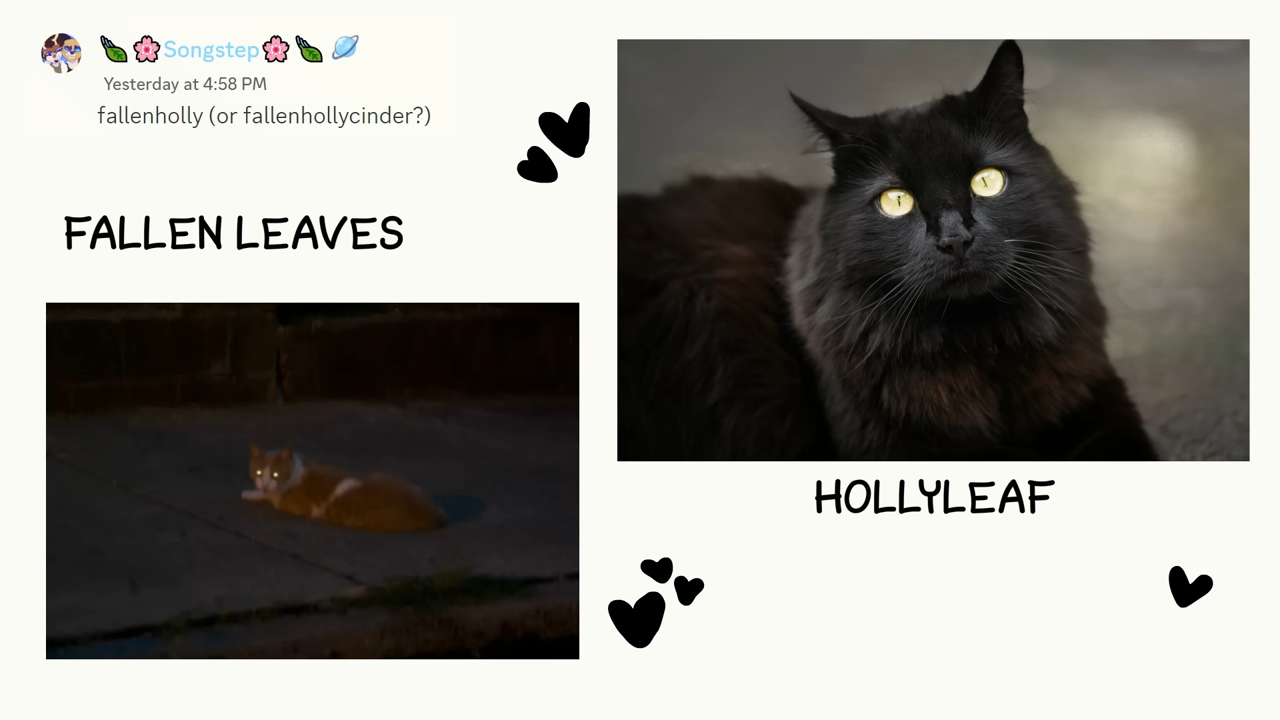 Songstep
Yesterday at 4:58 PM
fallenholly (or fallenhollycinder?)
FALLEN LEAVES
HOLLYLEAF